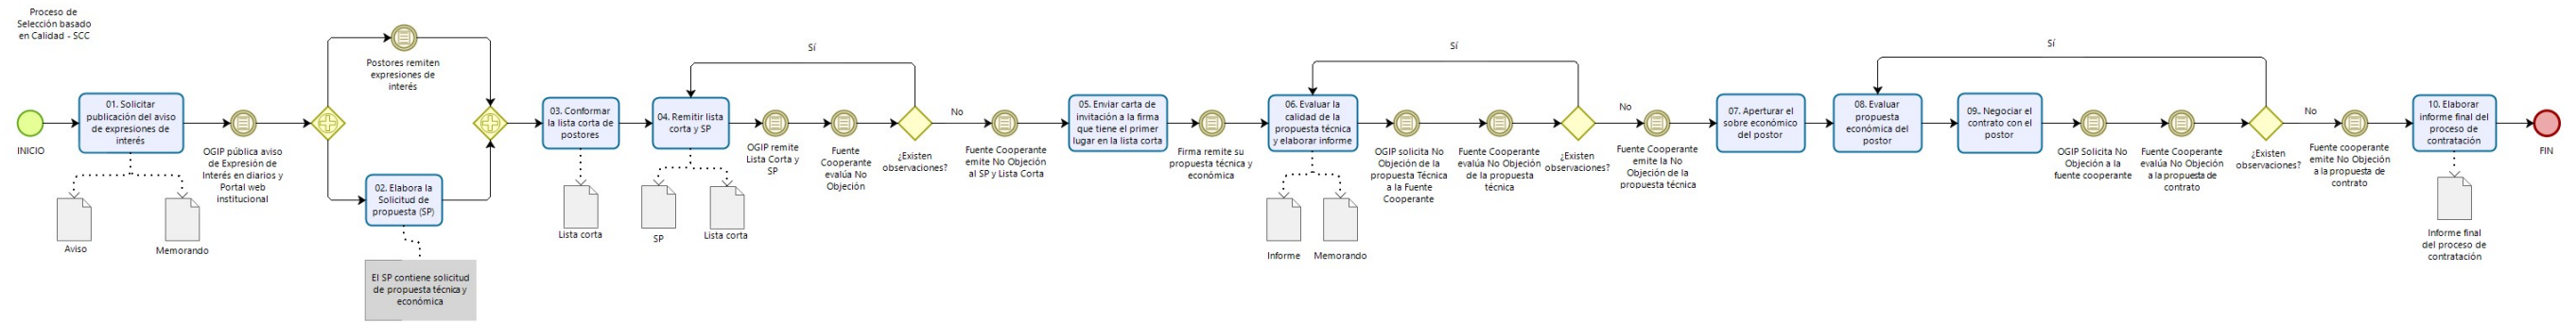 Proceso de
Selección basado
en Calidad - SCC
INICIO
01. Solicitar
publicación del aviso
de expresiones de
interés
Aviso
Memorando
OGIP pública aviso
de Expresión de
Interés en diarios y
Portal web
institucional
Postores remiten
expresiones de
interés
02. Elabora la
Solicitud de
propuesta (SP)
El SP contiene solicitud
de propuesta técnica y
económica
03. Conformar
la lista corta de
postores
Lista corta
04. Remitir lista
corta y SP
SP
Lista corta
OGIP remite
Lista Corta y
SP
Fuente
Cooperante
evalúa No
Objeción
Sí
¿Existen
observaciones?
No
Fuente Cooperante
emite No Objeción
al SP y Lista Corta
05. Enviar carta de
invitación a la firma
que tiene el primer
lugar en la lista corta
Firma remite su
propuesta técnica y
económica
06. Evaluar la
calidad de la
propuesta técnica
y elaborar informe
Informe
Memorando
OGIP solicita No
Objeción de la
propuesta Técnica
a la Fuente
Cooperante
Fuente Cooperante
evalúa No Objeción
de la propuesta
técnica
Sí
¿Existen
observaciones?
No
Fuente Cooperante
emite la No
Objeción de la
propuesta técnica
07. Aperturar el
sobre económico
del postor
08. Evaluar
propuesta
económica del
postor
09. Negociar el
contrato con el
postor
OGIP Solicita No
Objeción a la
fuente cooperante
Fuente Cooperante
evalúa No Objeción
a la propuesta de
contrato
Sí
¿Existen
observaciones?
No
Fuente cooperante
emite No Objeción
a la propuesta de
contrato
10. Elaborar
informe final del
proceso de
contratación
Informe final
del proceso de
contratación
FIN